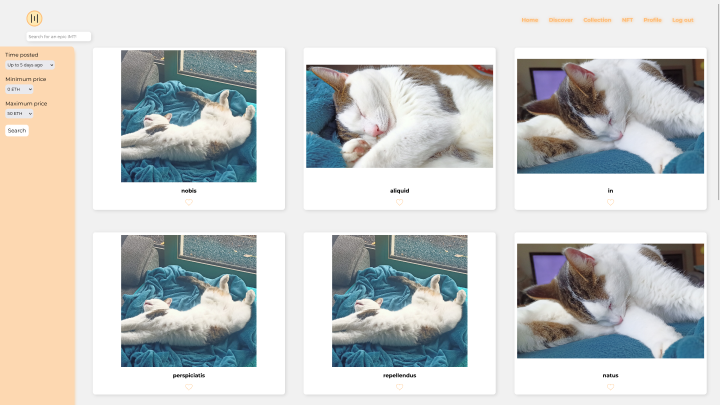 Home Discover Collection NFT Profile Log out
Search for an epic (NFT
Time posted
Up to 5 days ago
Minimum price
0 ETH
Maximum price
50 ETH
Search
nobis
aliquid
in
perspiciatis
repellendus
natus